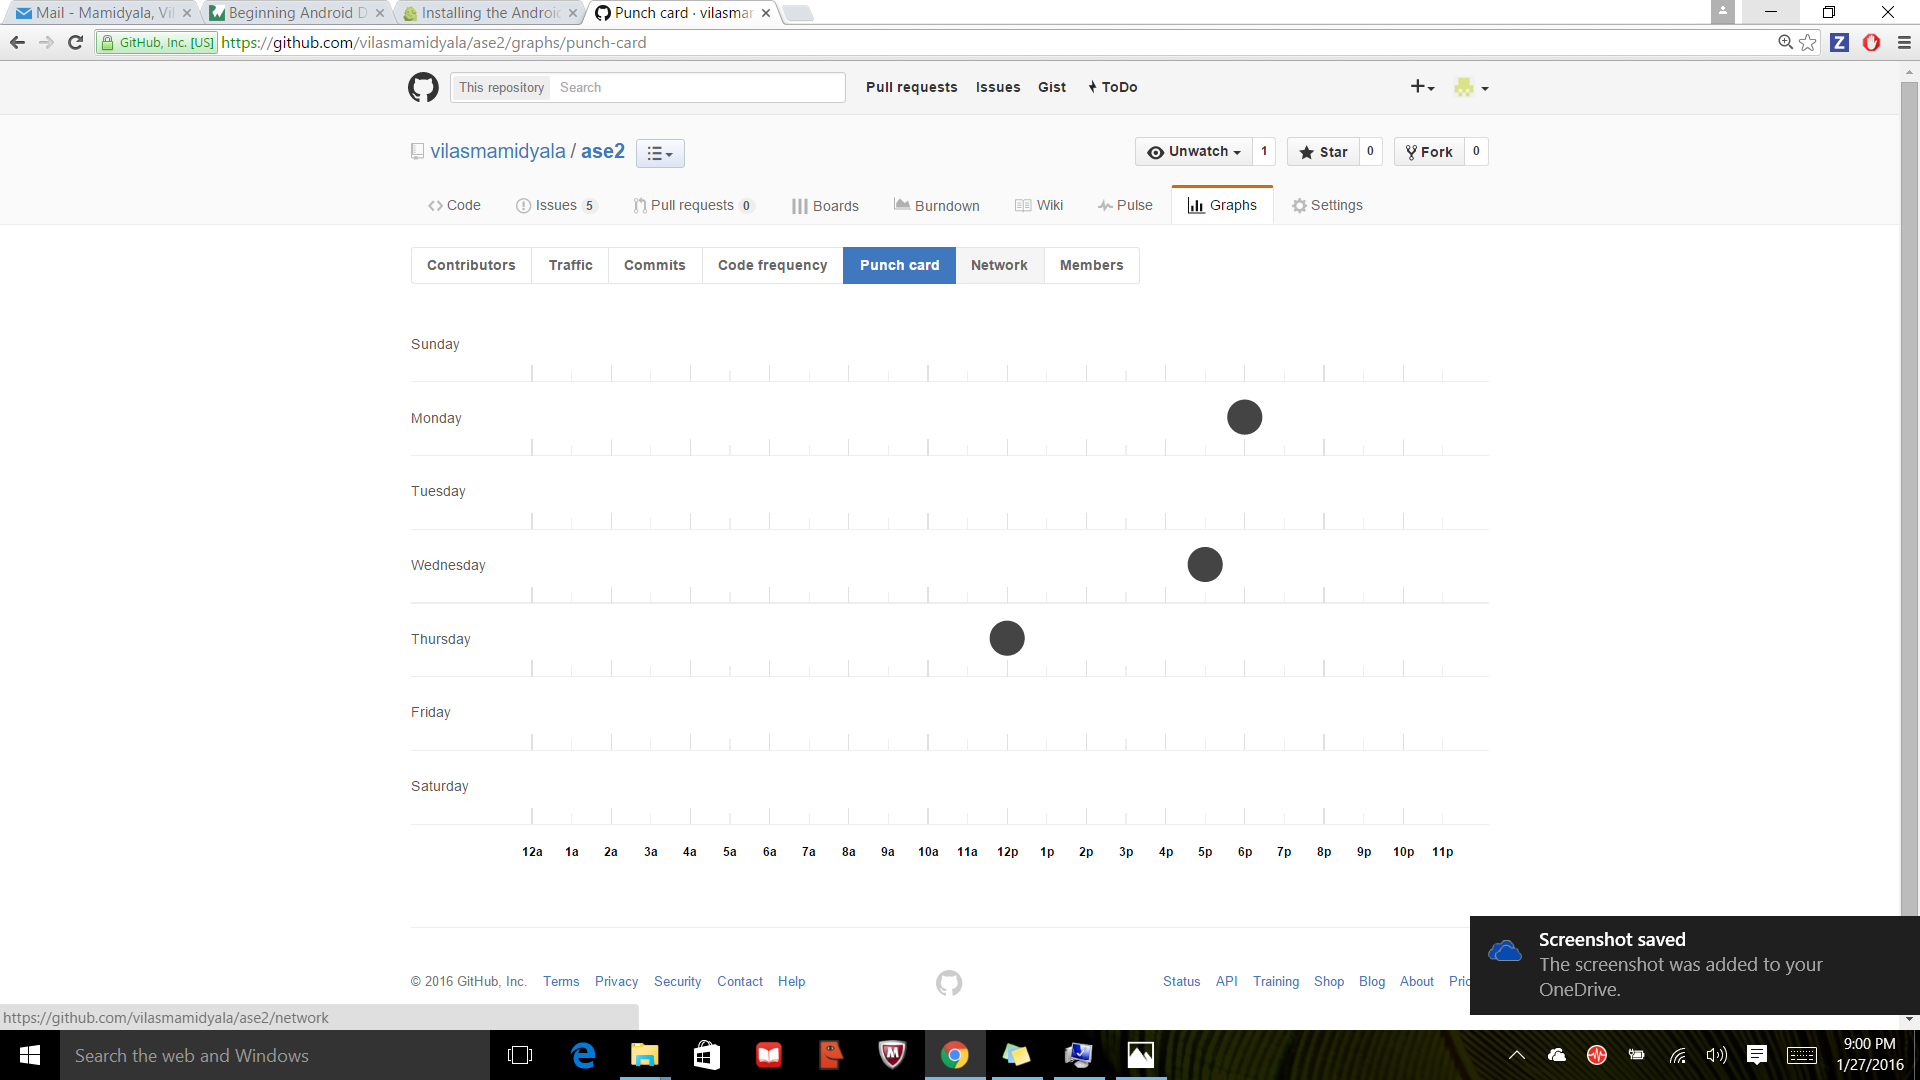 Mail - Mamidyala, Vil
Beginning Android D
Installing the Android
Punch card · vilasmar
GitHub, Inc. [US] https://github.com/vilasmamidyala/ase2/graphs/punch-card
This repository Search Pull requests Issues Gist ToDo
vilasmamidyala / ase2 Unwatch 1 Star 0 Fork 0
Code Issues 5 Pull requests 0 Boards Burndown Wiki Pulse Graphs Settings
Contributors Traffic Commits Code frequency Punch card Network Members
Sunday
Monday
Tuesday
Wednesday
Thursday
Friday
Saturday
12a 1a 2a 3a 4a 5a 6a 7a 8a 9a 10a 11a 12p 1p 2p 3p 4p 5p 6p 7p 8p 9p 10p 11p
Screenshot saved
The screenshot was added to your
OneDrive.
© 2016 GitHub, Inc. Terms Privacy Security Contact Help Status API Training Shop Blog About Pric
https://github.com/vilasmamidyala/ase2/network
Search the web and Windows
9:00 PM
1/27/2016